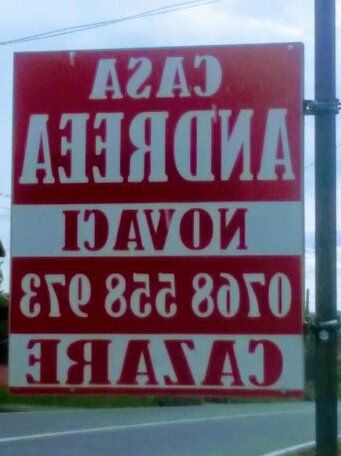 CASA
ANDREEA
NOVACI
0768 558 973
CAZARE